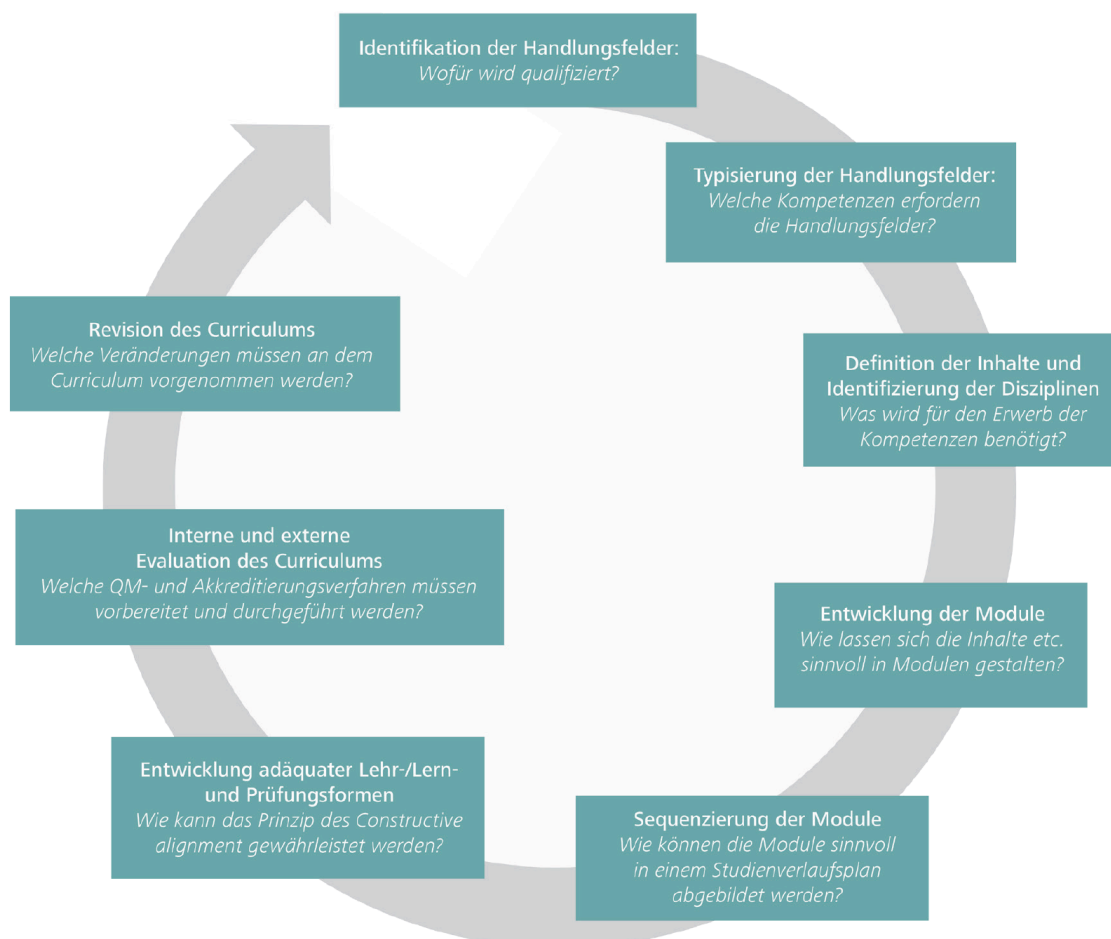 Identifikation der Handlungsfelder:
Wofür wird qualifiziert?
Typisierung der Handlungsfelder:
Welche Kompetenzen erfordern
die Handlungsfelder?
Definition der Inhalte und
Identifizierung der Disziplinen
Was wird für den Erwerb der
Kompetenzen benötigt?
Entwicklung der Module
Wie lassen sich die Inhalte etc.
sinnvoll in Modulen gestalten?
Sequenzierung der Module
Wie können die Module sinnvoll
in einem Studienverlaufsplan
abgebildet werden?
Entwicklung adäquater Lehr-/Lern-
und Prüfungsformen
Wie kann das Prinzip des Constructive
alignment gewährleistet werden?
Interne und externe
Evaluation des Curriculums
Welche QM- und Akkreditierungsverfahren müssen
vorbereitet und durchgeführt werden?
Revision des Curriculums
Welche Veränderungen müssen an dem
Curriculum vorgenommen werden?